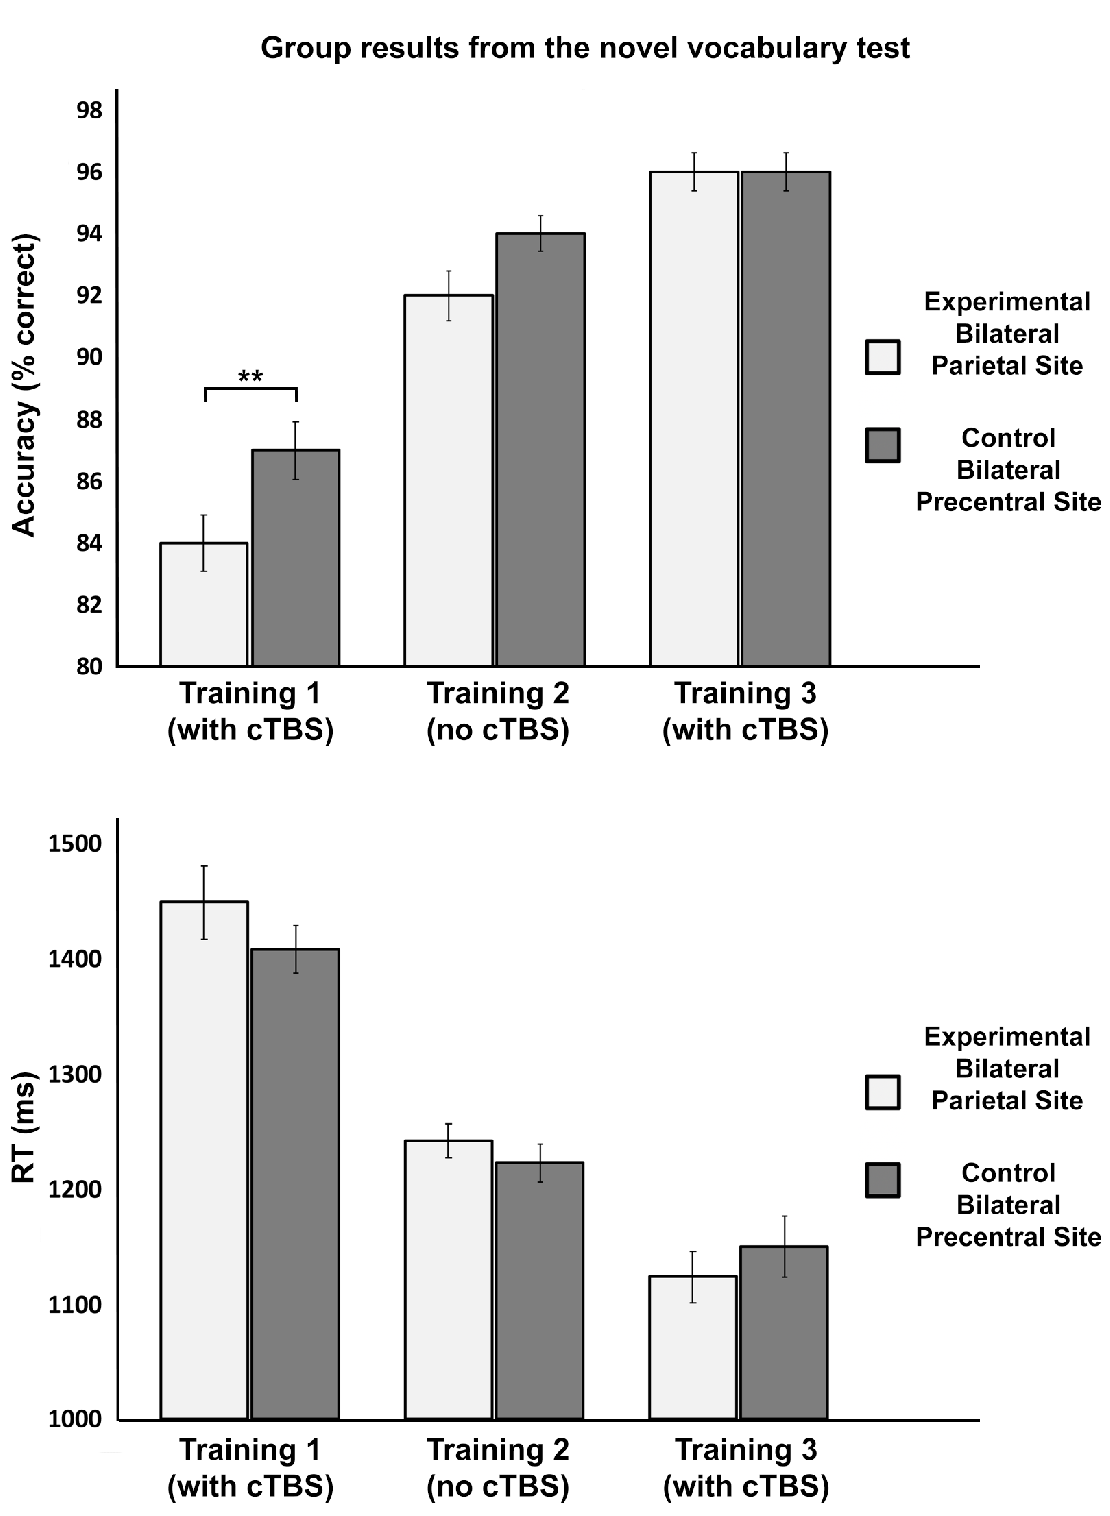 Group results from the novel vocabulary test
98
96
94
92
90
88
86
84
82
80
Accuracy (% correct)
**
Training 1
(with cTBS)
Training 2
(no cTBS)
Training 3
(with cTBS)
Experimental
Bilateral
Parietal Site
Control
Bilateral
Precentral Site
1500
1400
1300
1200
1100
1000
RT (ms)
Training 1
(with cTBS)
Training 2
(no cTBS)
Training 3
(with cTBS)
Experimental
Bilateral
Parietal Site
Control
Bilateral
Precentral Site